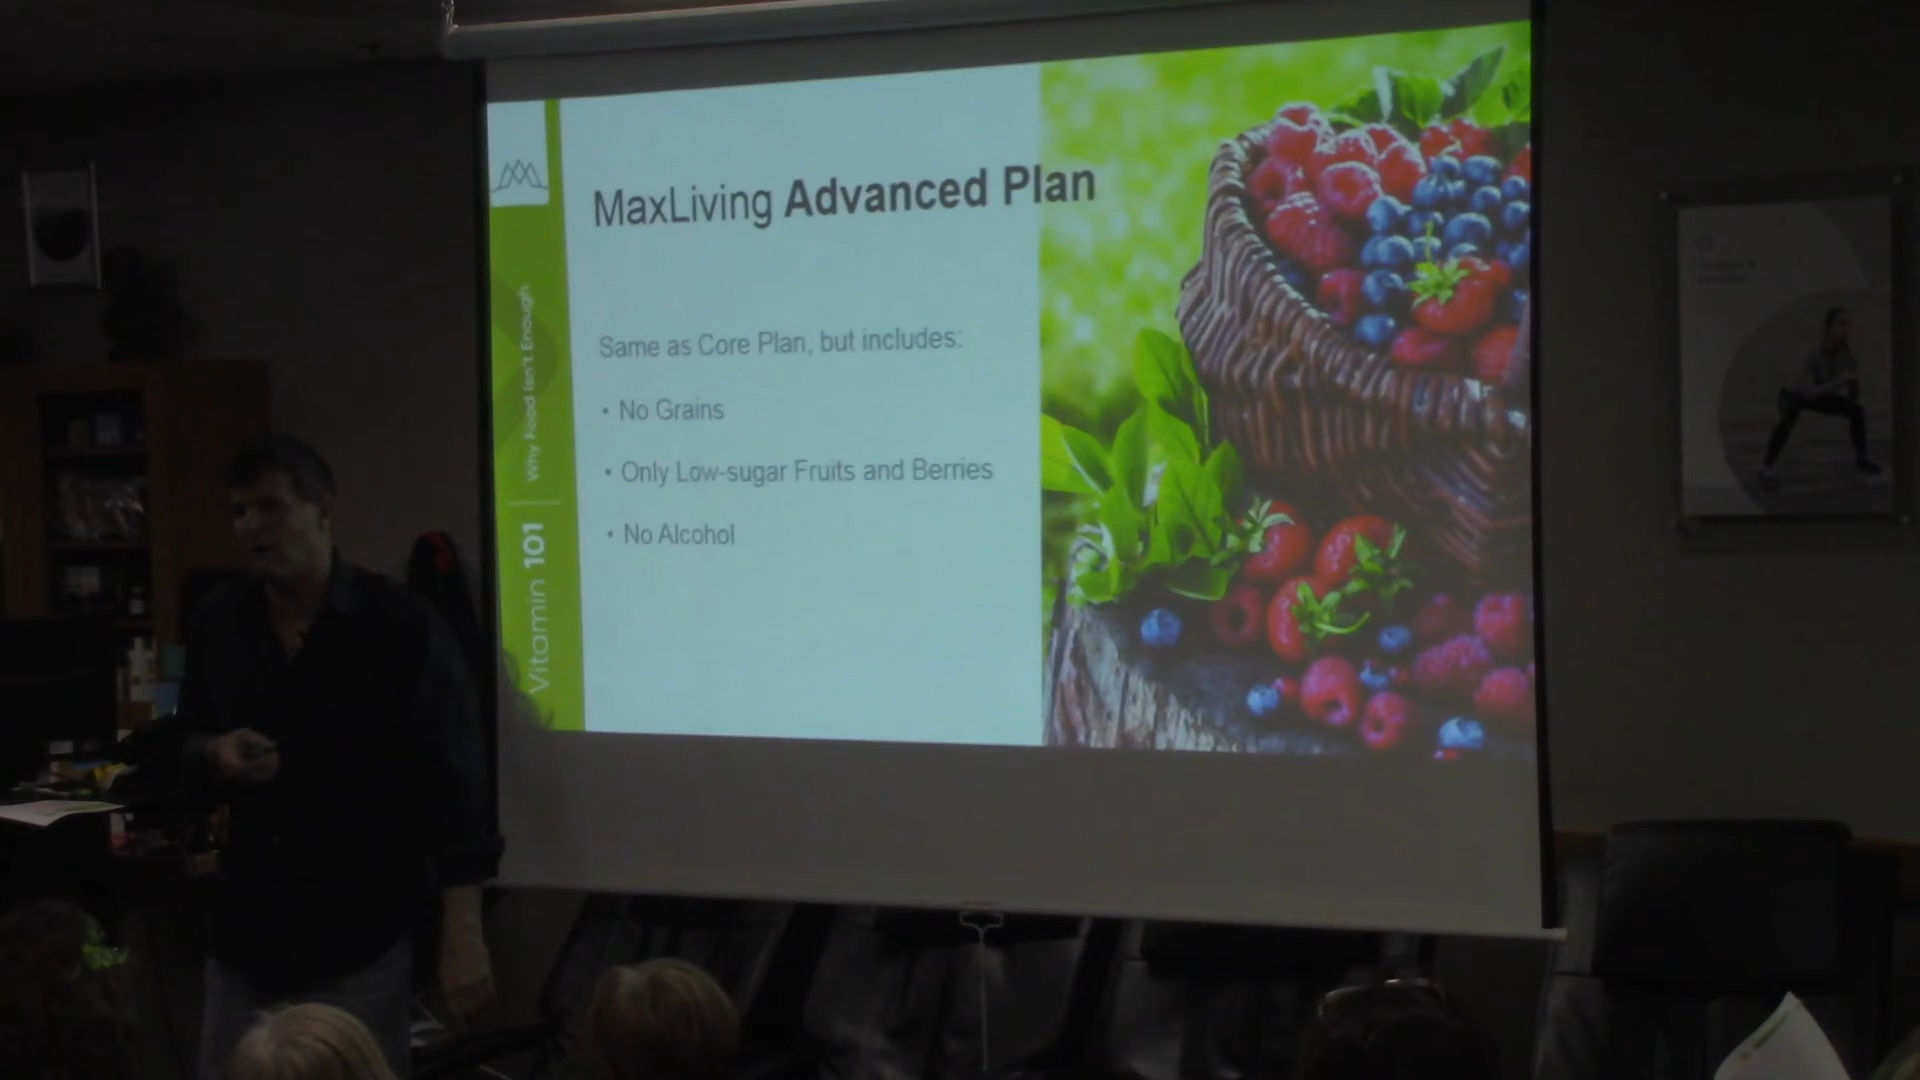 MaxLiving Advanced Plan
Same as Core Plan, but includes:
• No Grains
• Only Low-sugar Fruits and Berries
• No Alcohol
Vitamin 101 | Why Food Isn't Enough